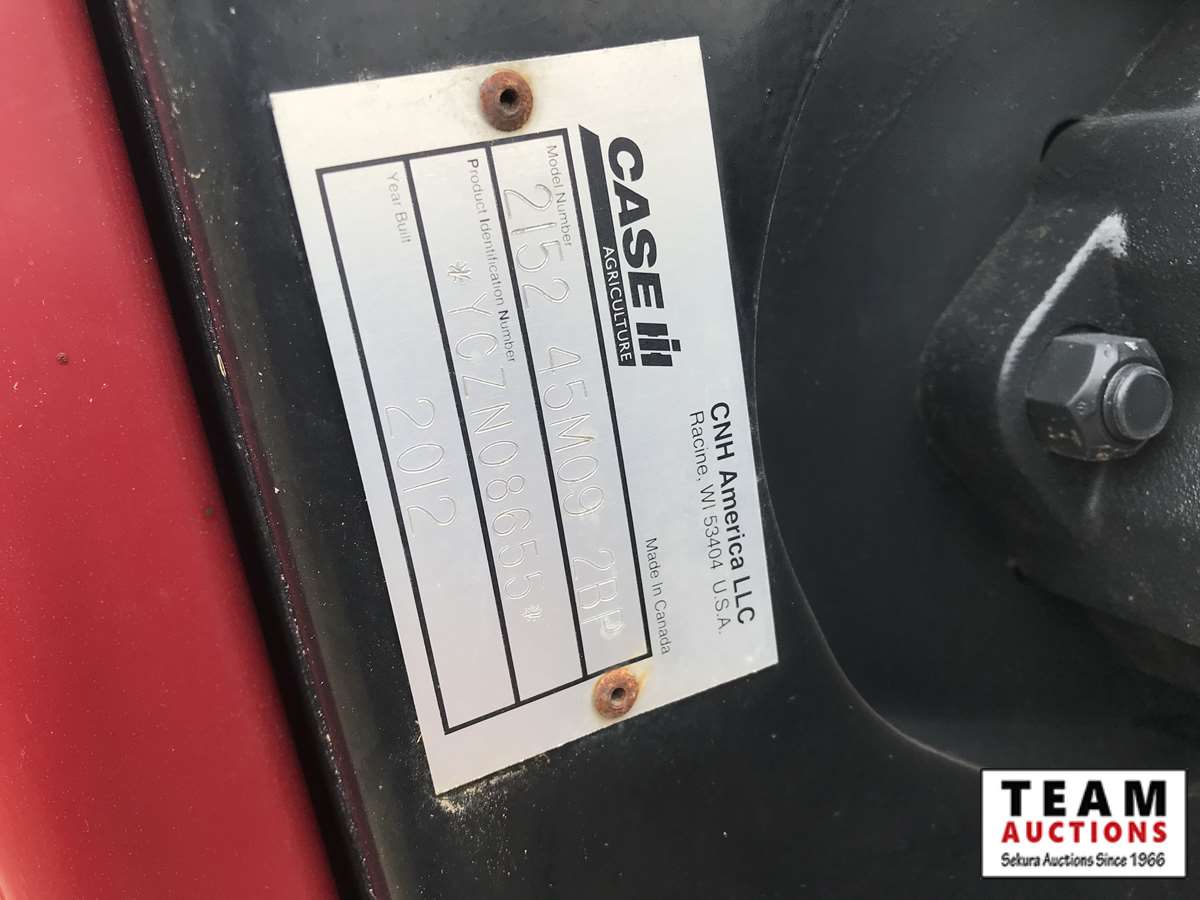 CNH America LLC
Racine, WI 53404 U.S.A.
Made In Canada
CASE IH
AGRICULTURE
Model Number
2152 45M09 2BP
Product Identification Number
*YCZN08655*
Year Built
2012
TEAM
AUCTIONS
Sekura Auctions Since 1966